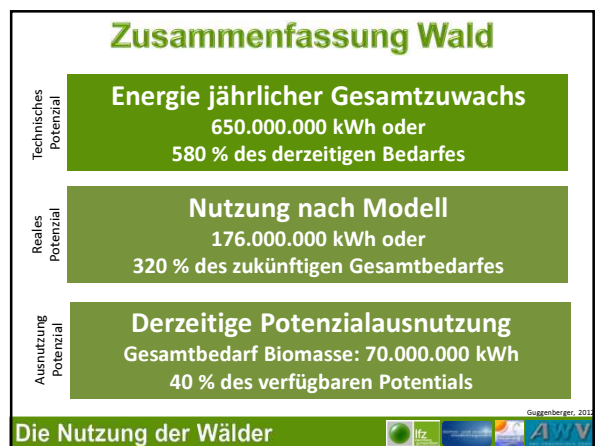 Zusammenfassung Wald
Technisches
Potenzial
Energie jährlicher Gesamtzuwachs
650.000.000 kWh oder
580 % des derzeitigen Bedarfes
Reales
Potenzial
Nutzung nach Modell
176.000.000 kWh oder
320 % des zukünftigen Gesamtbedarfes
Ausnutzung
Potenzial
Derzeitige Potenzialausnutzung
Gesamtbedarf Biomasse: 70.000.000 kWh
40 % des verfügbaren Potentials
Guggenberger, 2012
Die Nutzung der Wälder
lfz
AWV